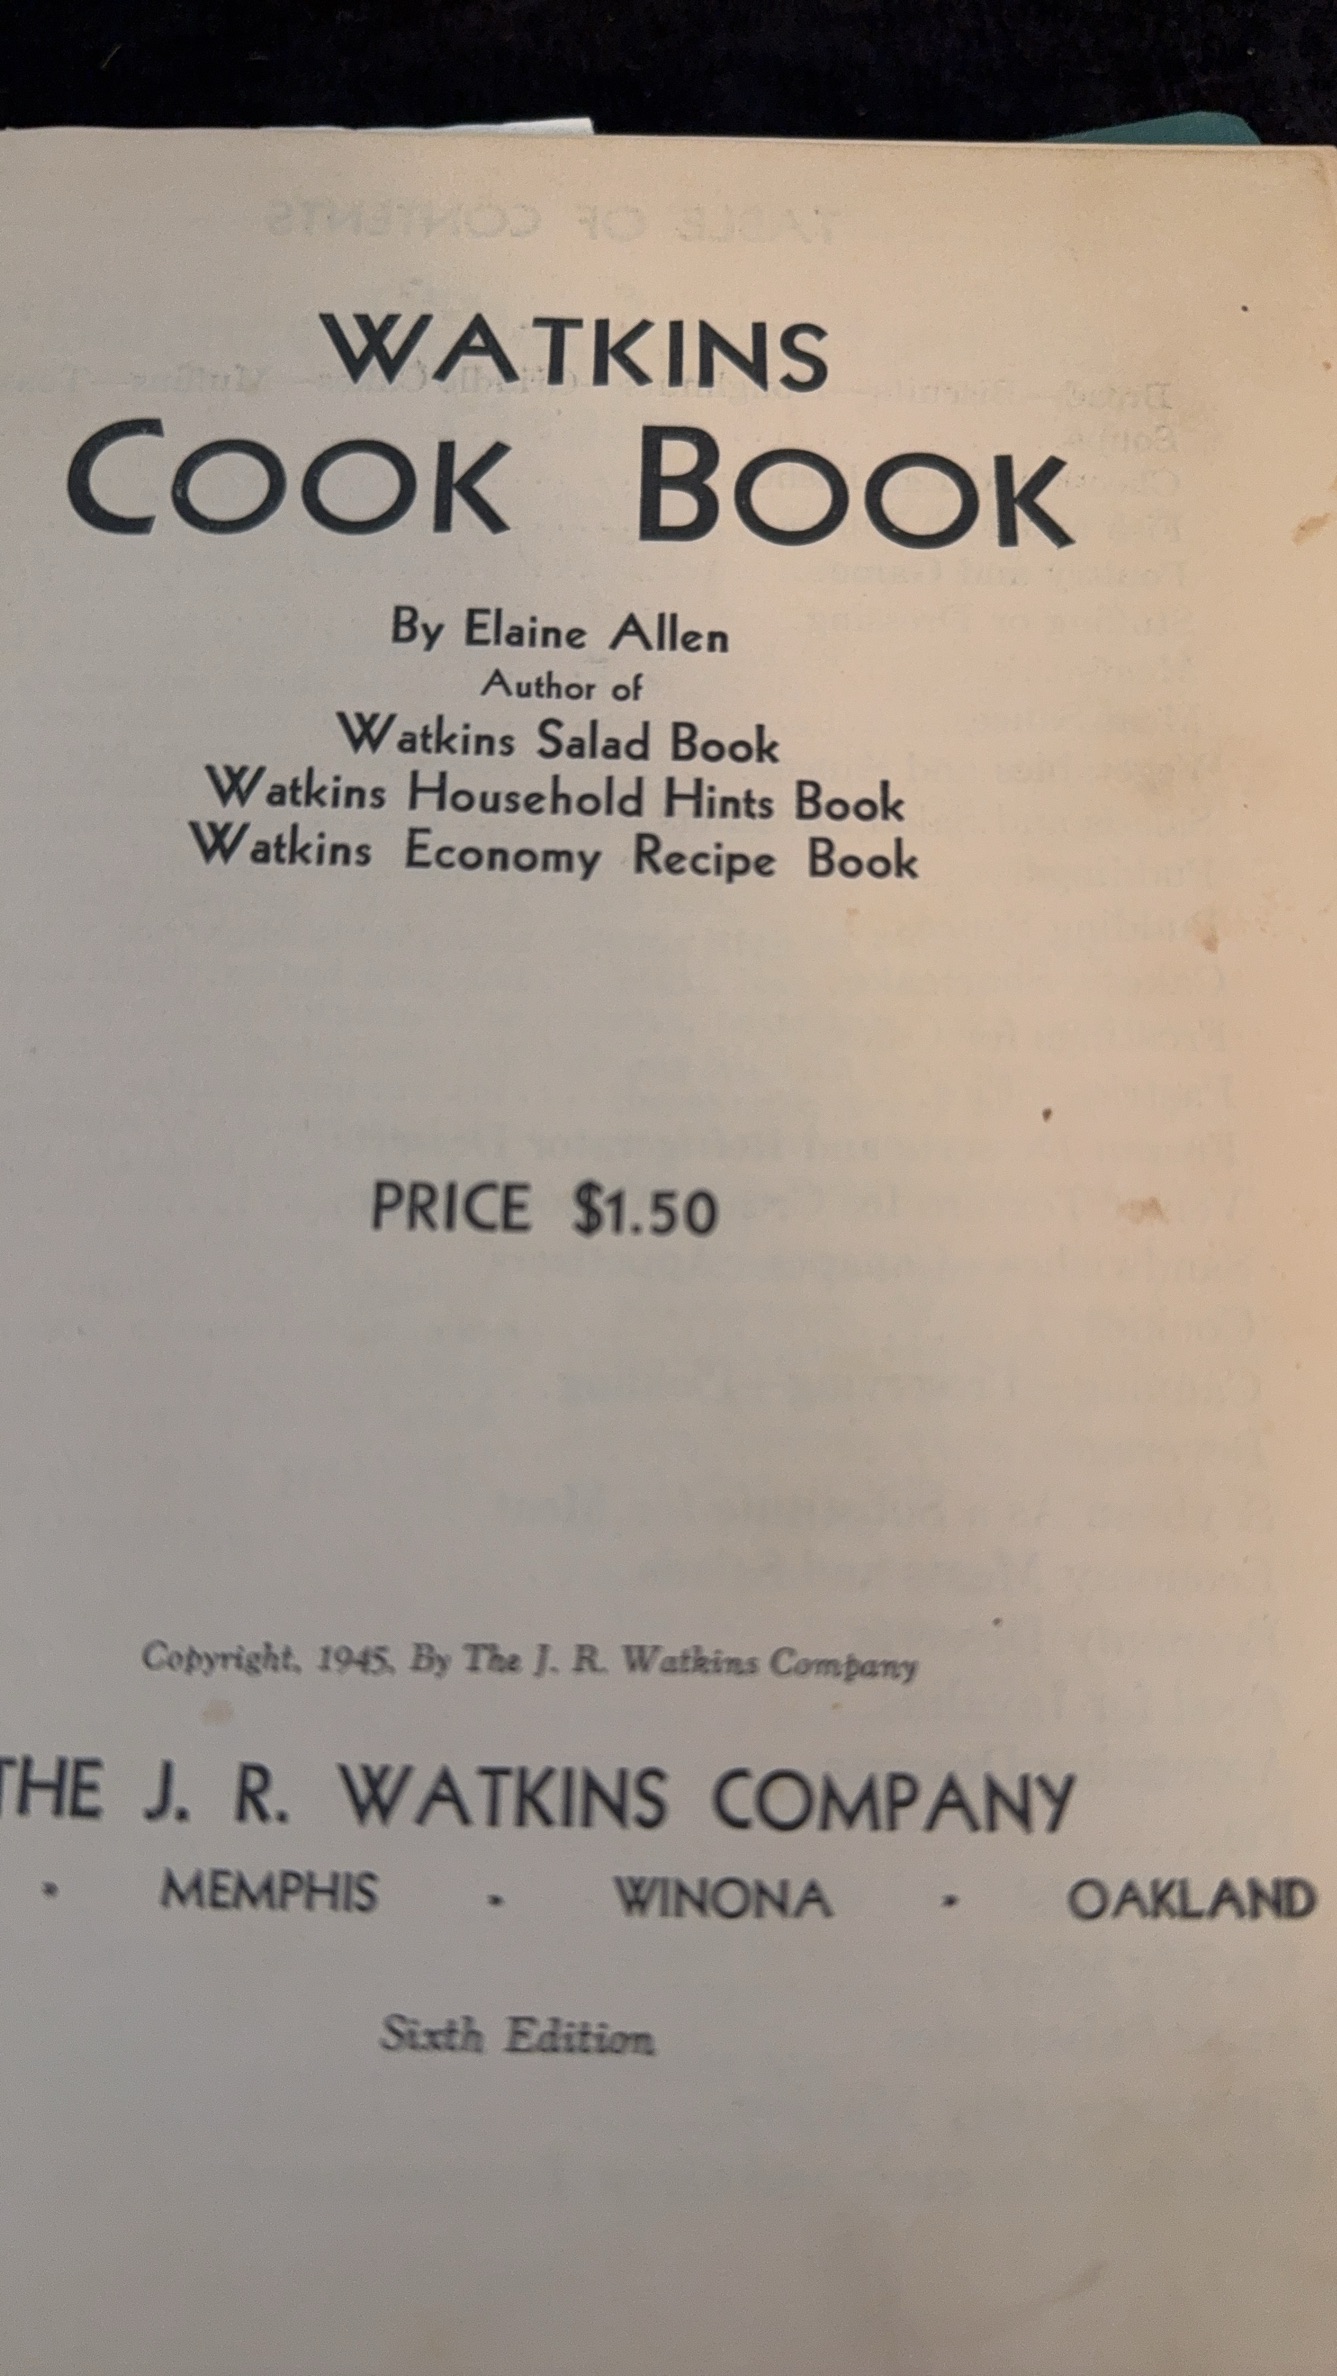 WATKINS
COOK BOOK
By Elaine Allen
Author of
Watkins Salad Book
Watkins Household Hints Book
Watkins Economy Recipe Book
PRICE $1.50
Copyright, 1945, By The J. R. Watkins Company
THE J. R. WATKINS COMPANY
• MEMPHIS • WINONA • OAKLAND
Sixth Edition